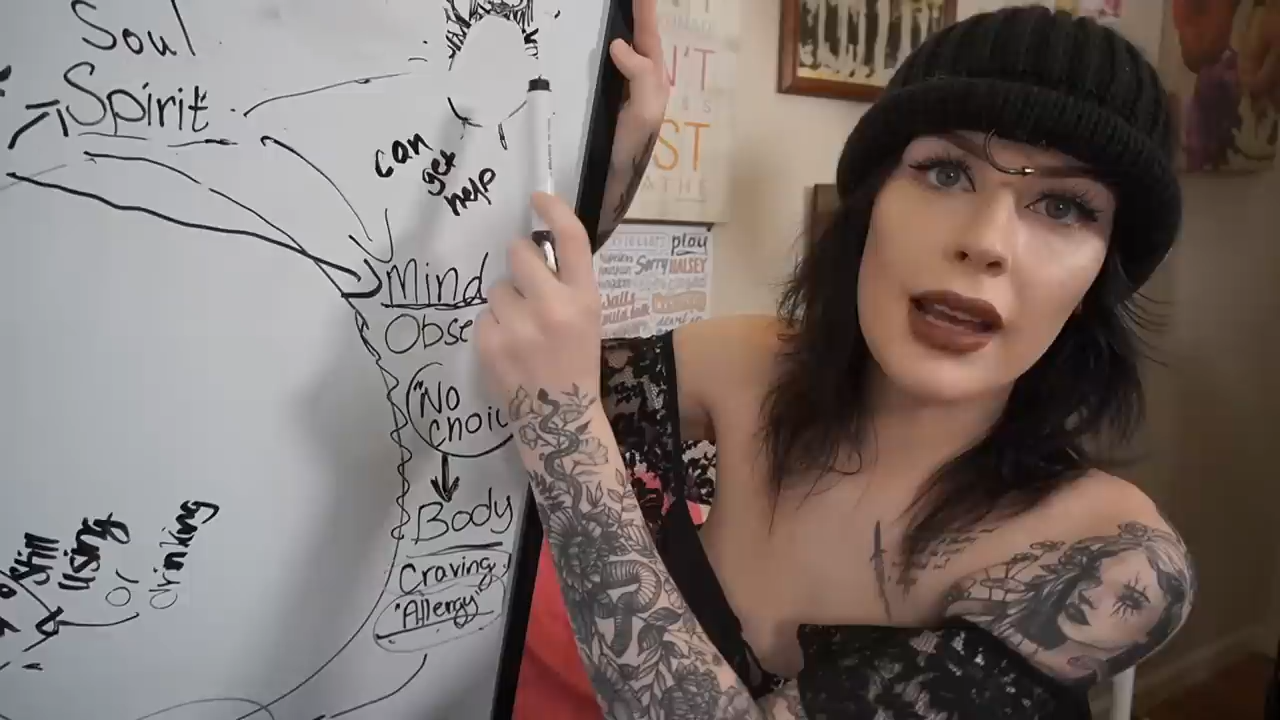 Soul
Spirit
can
get
help
Mind
Obse
"No
choic
Body
Craving
"Allergy"
still
using
or
drinking
N'T
ST
play
Sorry HALSEY